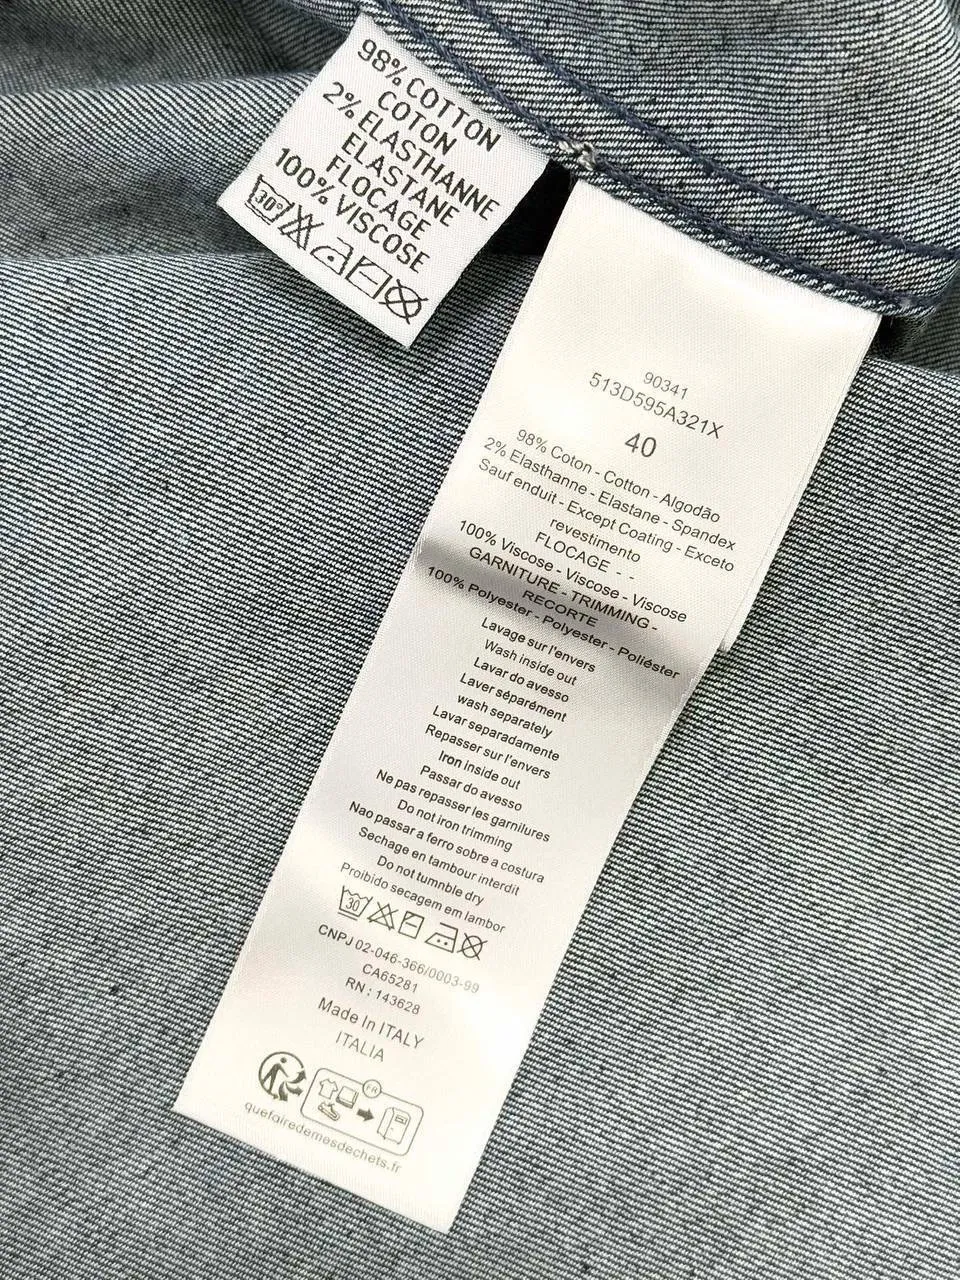 98% COTTON
COTON
2% ELASTHANNE
ELASTANE
FLOCAGE
100% VISCOSE
30°
90341
513D595A321X
40
98% Coton - Cotton - Algodão
2% Elasthanne - Elastane - Spandex
Sauf enduit - Except Coating - Exceto
revestimento
FLOCAGE - -
100% Viscose - Viscose - Viscose
GARNITURE - TRIMMING -
RECORTE
100% Polyester - Polyester - Poliéster
Lavage sur l'envers
Wash inside out
Lavar do avesso
Laver séparément
wash separately
Lavar separadamente
Repasser sur l'envers
Iron inside out
Passar do avesso
Ne pas repasser les garnilures
Do not iron trimming
Nao passar a ferro sobre a costura
Sechage en tambour interdit
Do not tumnble dry
Proibido secagem em lambor
30
CNPJ 02-046-366/0003-99
CA65281
RN : 143628
Made In ITALY
ITALIA
FR
quefairedemesdechets.fr